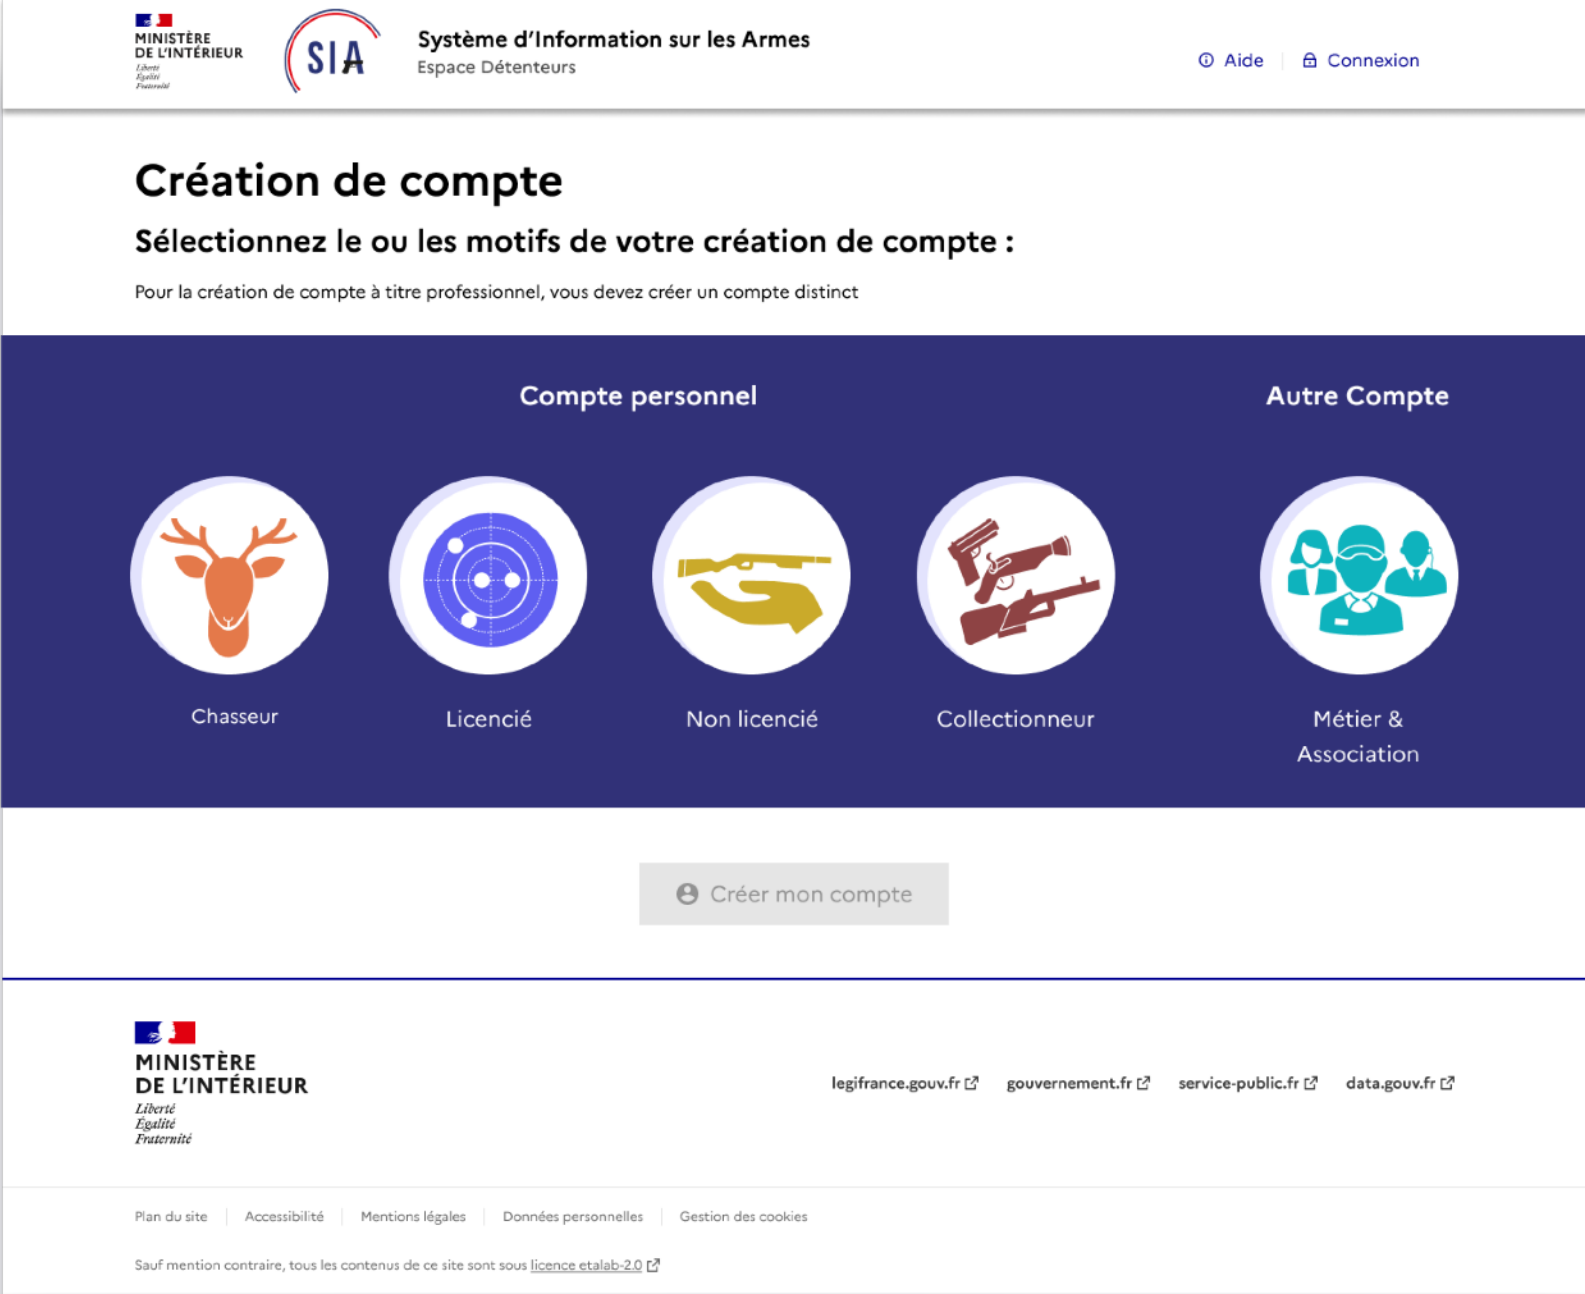 MINISTÈRE
DE L'INTÉRIEUR
Liberté
Égalité
Fraternité
SIA
Système d'Information sur les Armes
Espace Détenteurs
Aide
Connexion
Création de compte
Sélectionnez le ou les motifs de votre création de compte :
Pour la création de compte à titre professionnel, vous devez créer un compte distinct
Compte personnel
Autre Compte
Chasseur
Licencié
Non licencié
Collectionneur
Métier &
Association
Créer mon compte
MINISTÈRE
DE L'INTÉRIEUR
Liberté
Égalité
Fraternité
legifrance.gouv.fr
gouvernement.fr
service-public.fr
data.gouv.fr
Plan du site
Accessibilité
Mentions légales
Données personnelles
Gestion des cookies
Sauf mention contraire, tous les contenus de ce site sont sous licence etalab-2.0